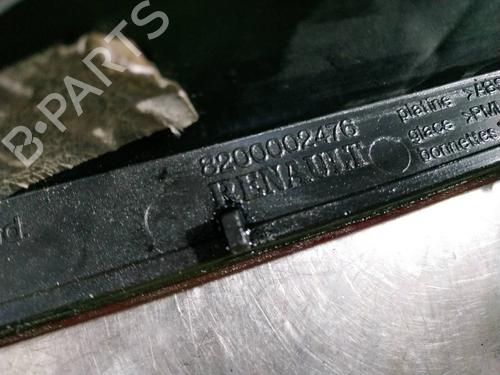 B-PARTS
8200002476
RENAULT
platine >ABS
glace >PM
bonnettes
d.